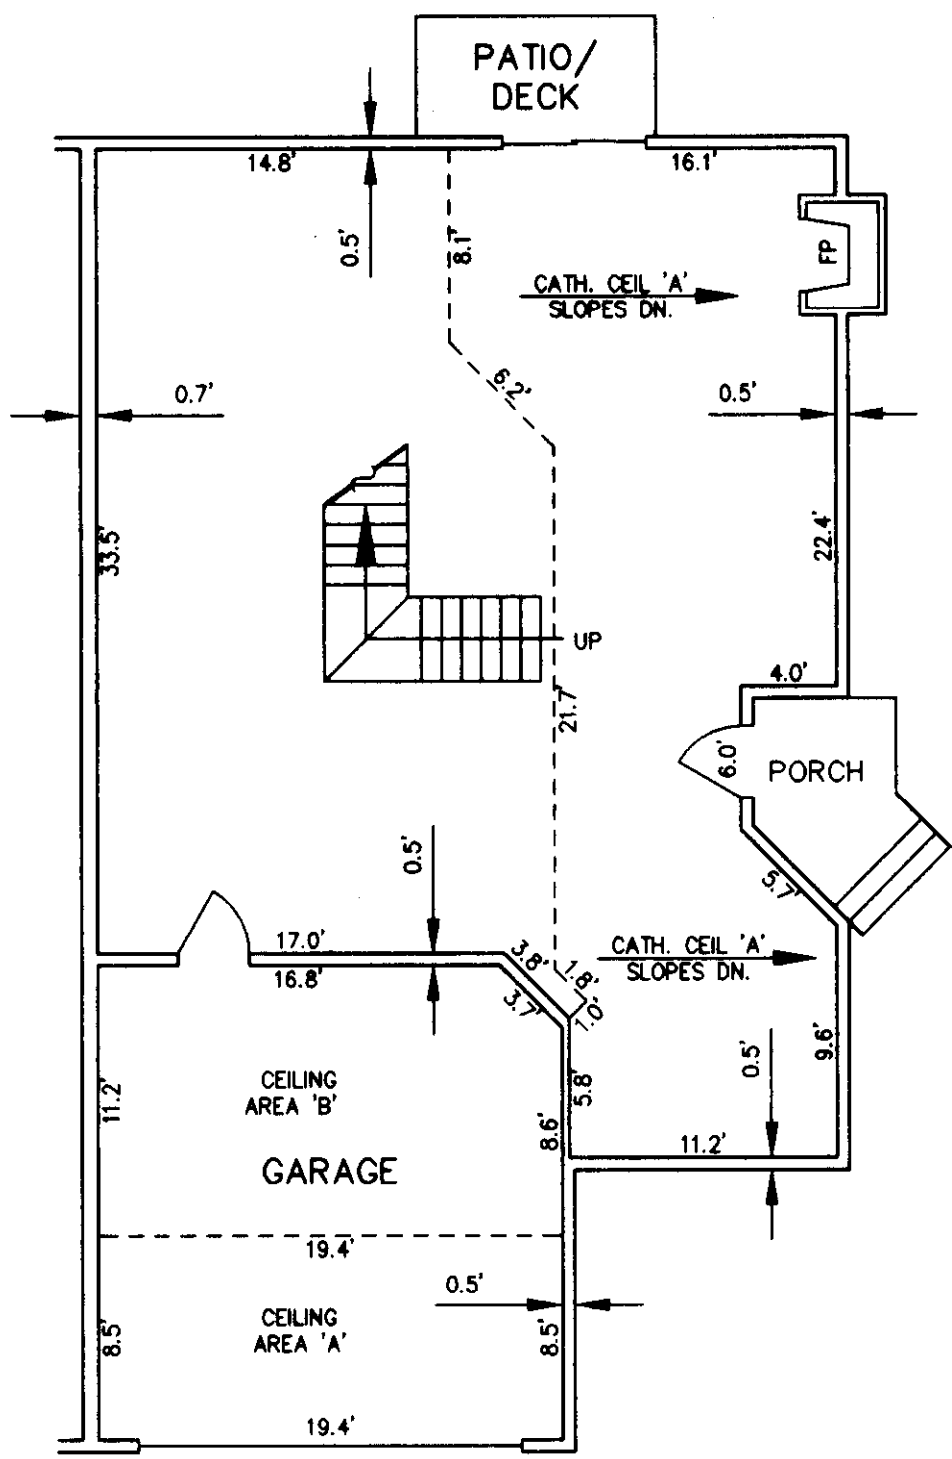 PATIO/
DECK
14.8'
16.1'
0.5'
8.1'
FP
CATH. CEIL 'A'
SLOPES DN.
6.2'
0.7'
0.5'
33.5'
22.4'
UP
21.7'
4.0'
6.0'
PORCH
0.5'
5.7'
17.0'
3.8'
CATH. CEIL 'A'
SLOPES DN.
16.8'
1.8'
3.7'
1.0'
9.6'
0.5'
11.2'
CEILING
AREA 'B'
5.8'
8.6'
11.2'
GARAGE
19.4'
0.5'
CEILING
AREA 'A'
8.5'
8.5'
19.4'